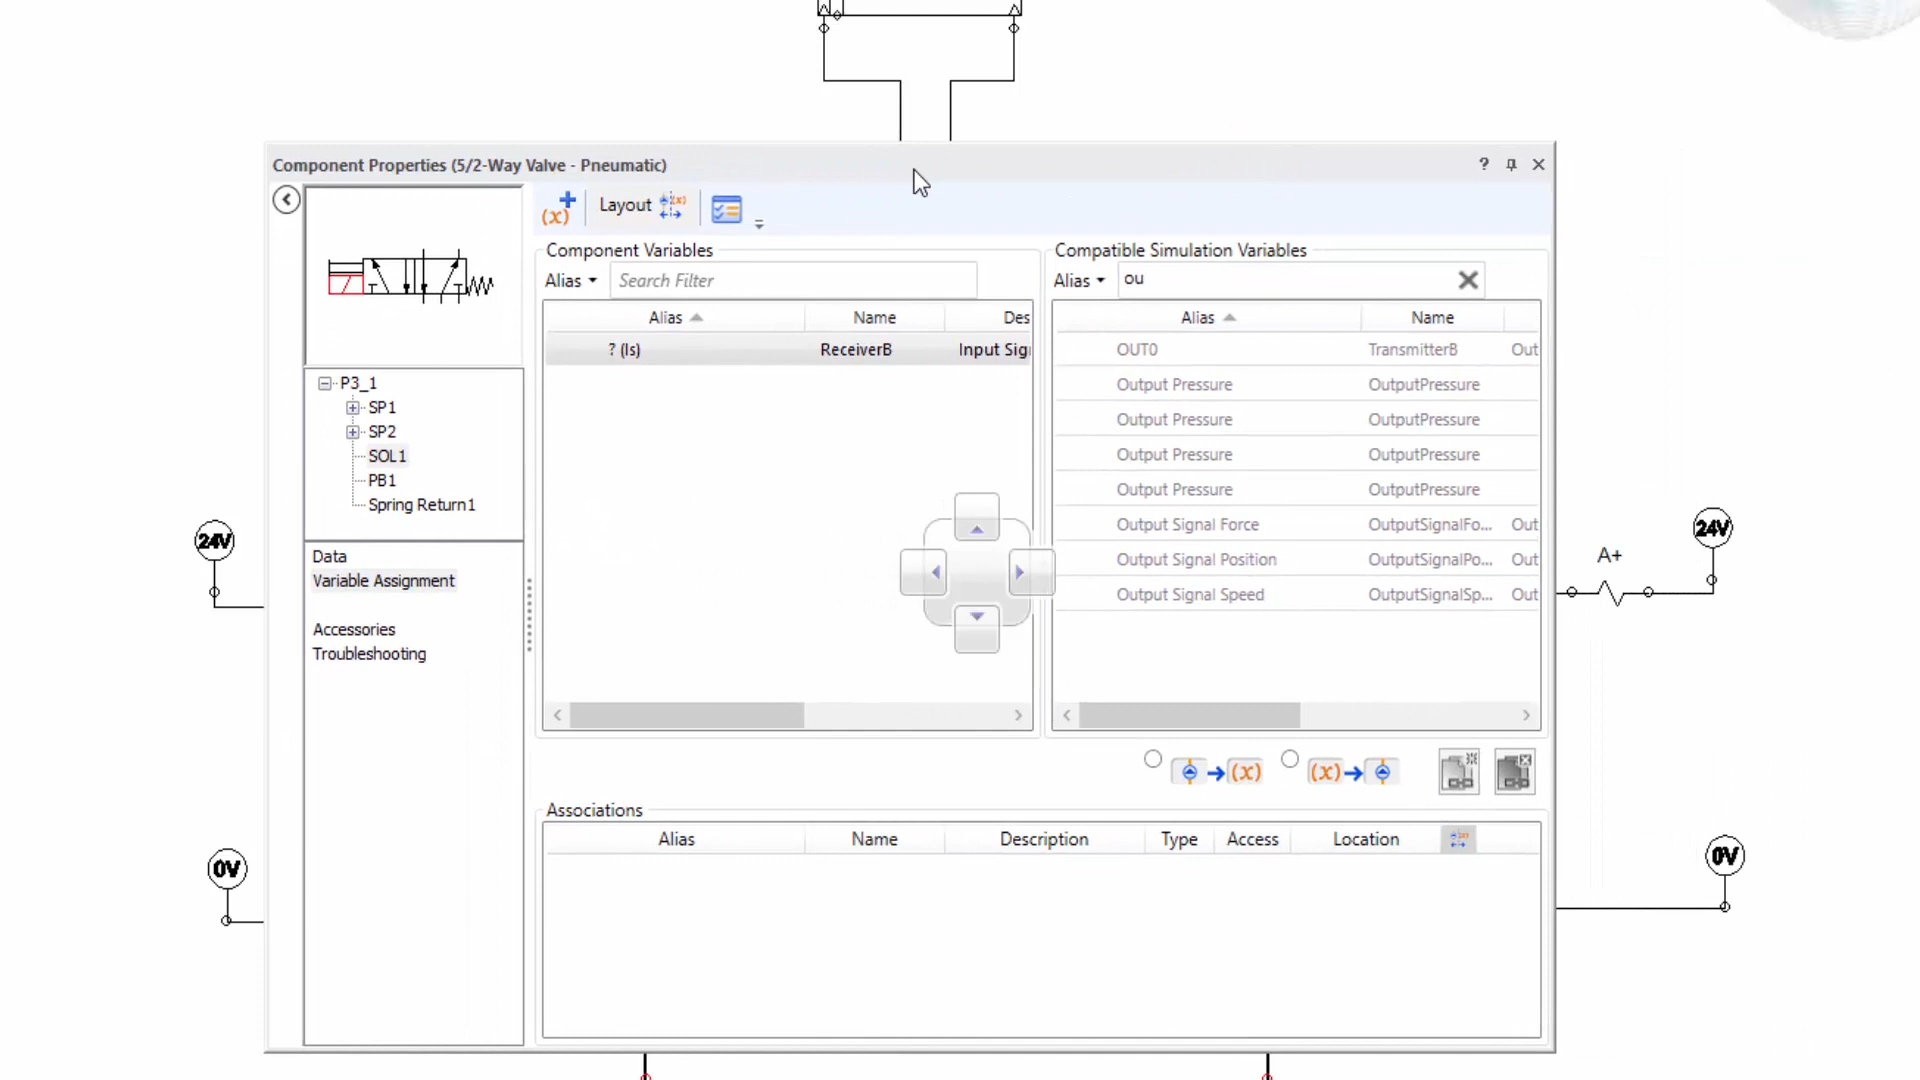 Component Properties (5/2-Way Valve - Pneumatic)
?
(x)
Layout
(x)
Component Variables
Compatible Simulation Variables
Alias
Search Filter
Alias
ou
Alias
Name
Des
Alias
Name
? (Is)
ReceiverB
Input Sig
OUT0
TransmitterB
Out
Output Pressure
OutputPressure
Output Pressure
OutputPressure
Output Pressure
OutputPressure
Output Pressure
OutputPressure
Output Signal Force
OutputSignalFo...
Out
Output Signal Position
OutputSignalPo...
Out
Output Signal Speed
OutputSignalSp...
Out
P3_1
SP1
SP2
SOL1
PB1
Spring Return1
Data
Variable Assignment
Accessories
Troubleshooting
24V
24V
A+
0V
0V
(x)
(x)
Associations
Alias
Name
Description
Type
Access
Location